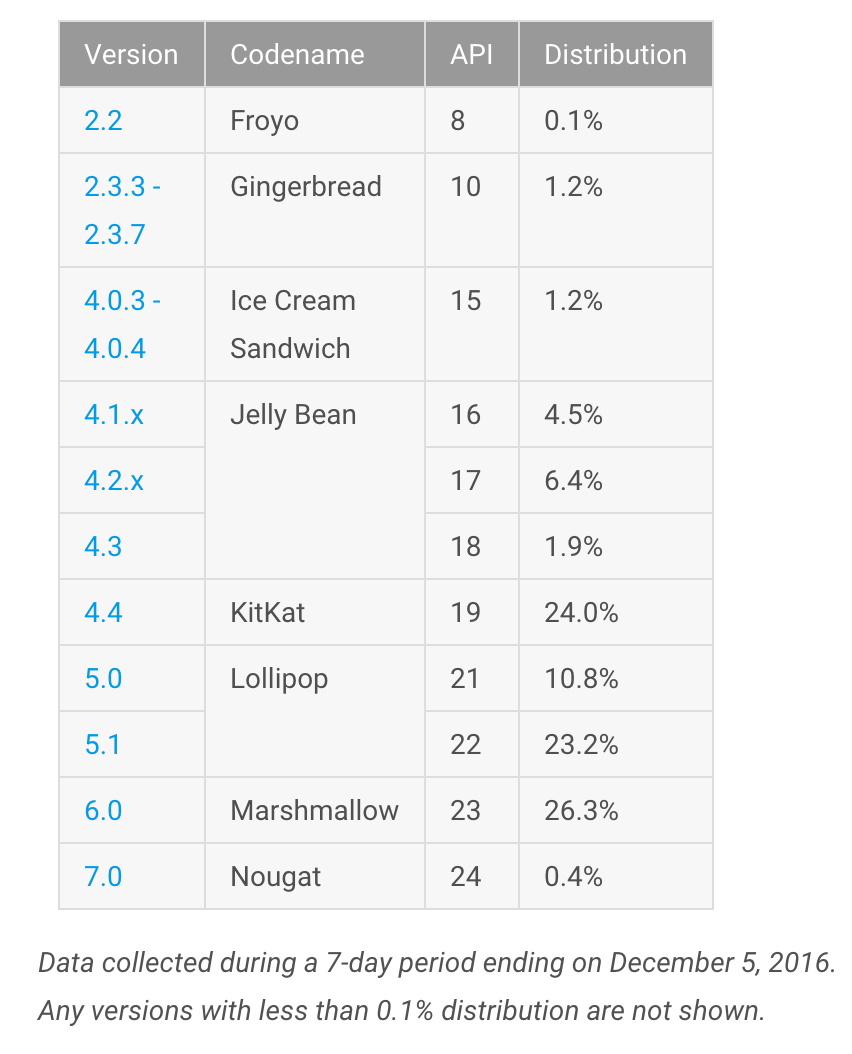 Version Codename API Distribution
2.2 Froyo 8 0.1%
2.3.3 - Gingerbread 10 1.2%
2.3.7
4.0.3 - Ice Cream 15 1.2%
4.0.4 Sandwich
4.1.x Jelly Bean 16 4.5%
4.2.x 17 6.4%
4.3 18 1.9%
4.4 KitKat 19 24.0%
5.0 Lollipop 21 10.8%
5.1 22 23.2%
6.0 Marshmallow 23 26.3%
7.0 Nougat 24 0.4%
Data collected during a 7-day period ending on December 5, 2016.
Any versions with less than 0.1% distribution are not shown.